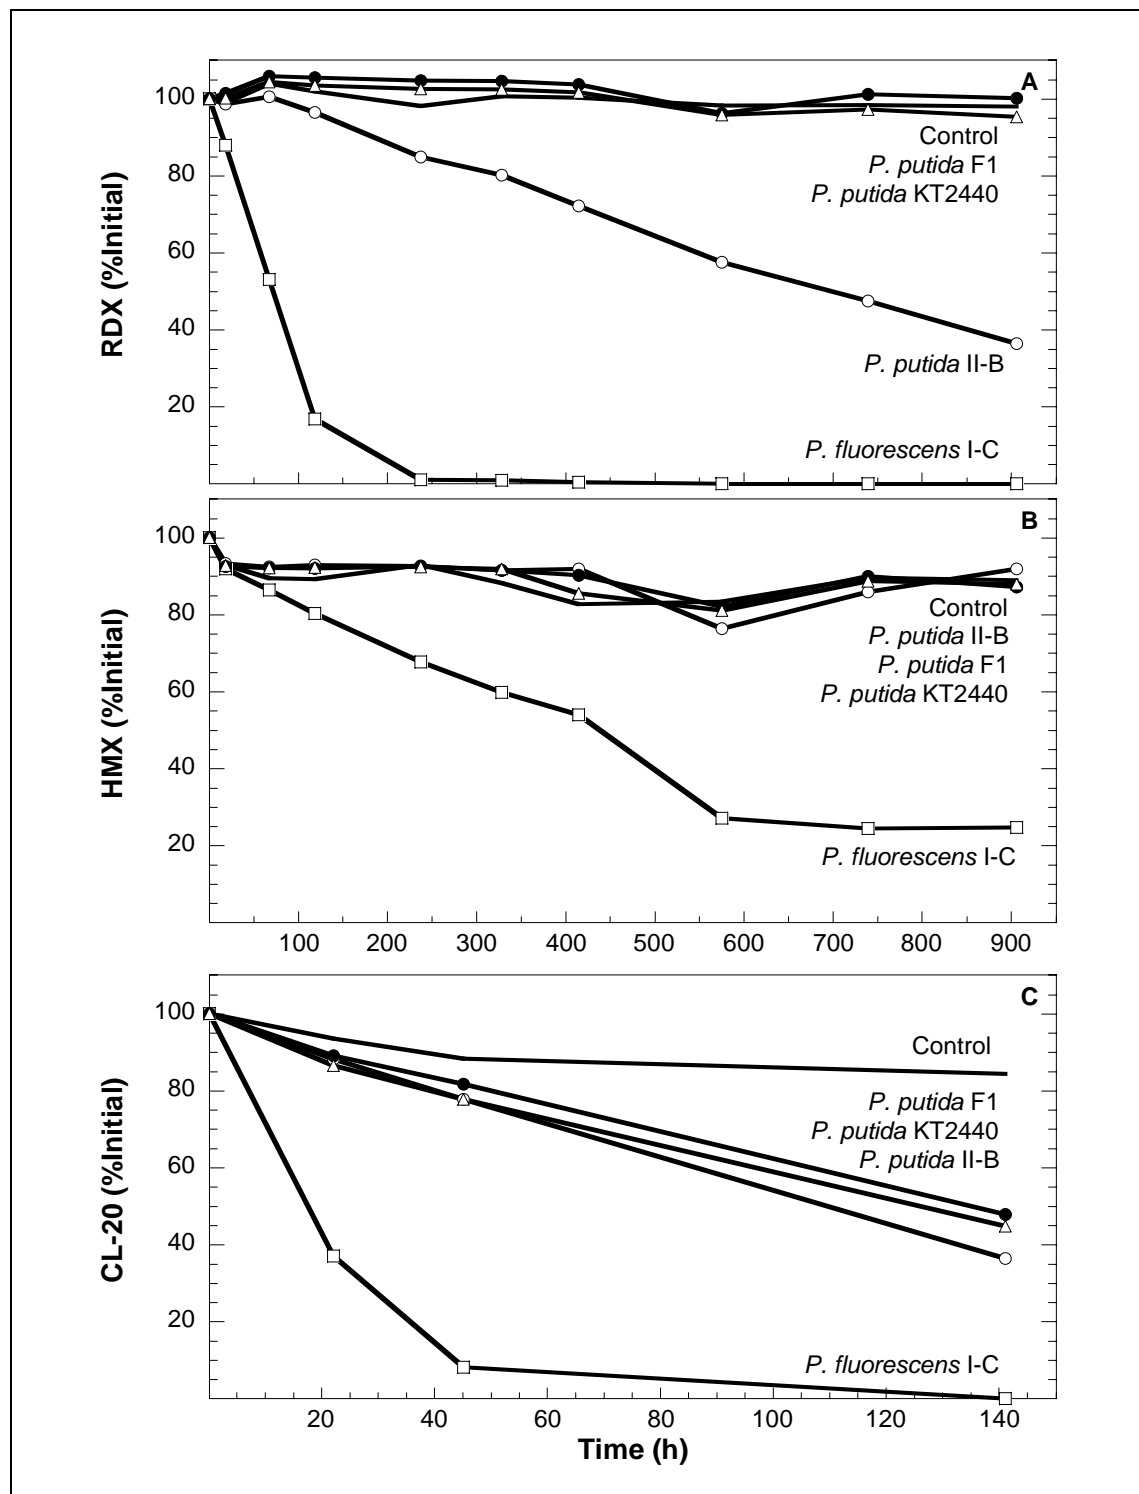 A
100
80
60
40
20
RDX (%Initial)
Control
P. putida F1
P. putida KT2440
P. putida II-B
P. fluorescens I-C
B
100
80
60
40
20
HMX (%Initial)
Control
P. putida II-B
P. putida F1
P. putida KT2440
P. fluorescens I-C
100 200 300 400 500 600 700 800 900
C
100
80
60
40
20
CL-20 (%Initial)
Control
P. putida F1
P. putida KT2440
P. putida II-B
P. fluorescens I-C
20 40 60 80 100 120 140
Time (h)